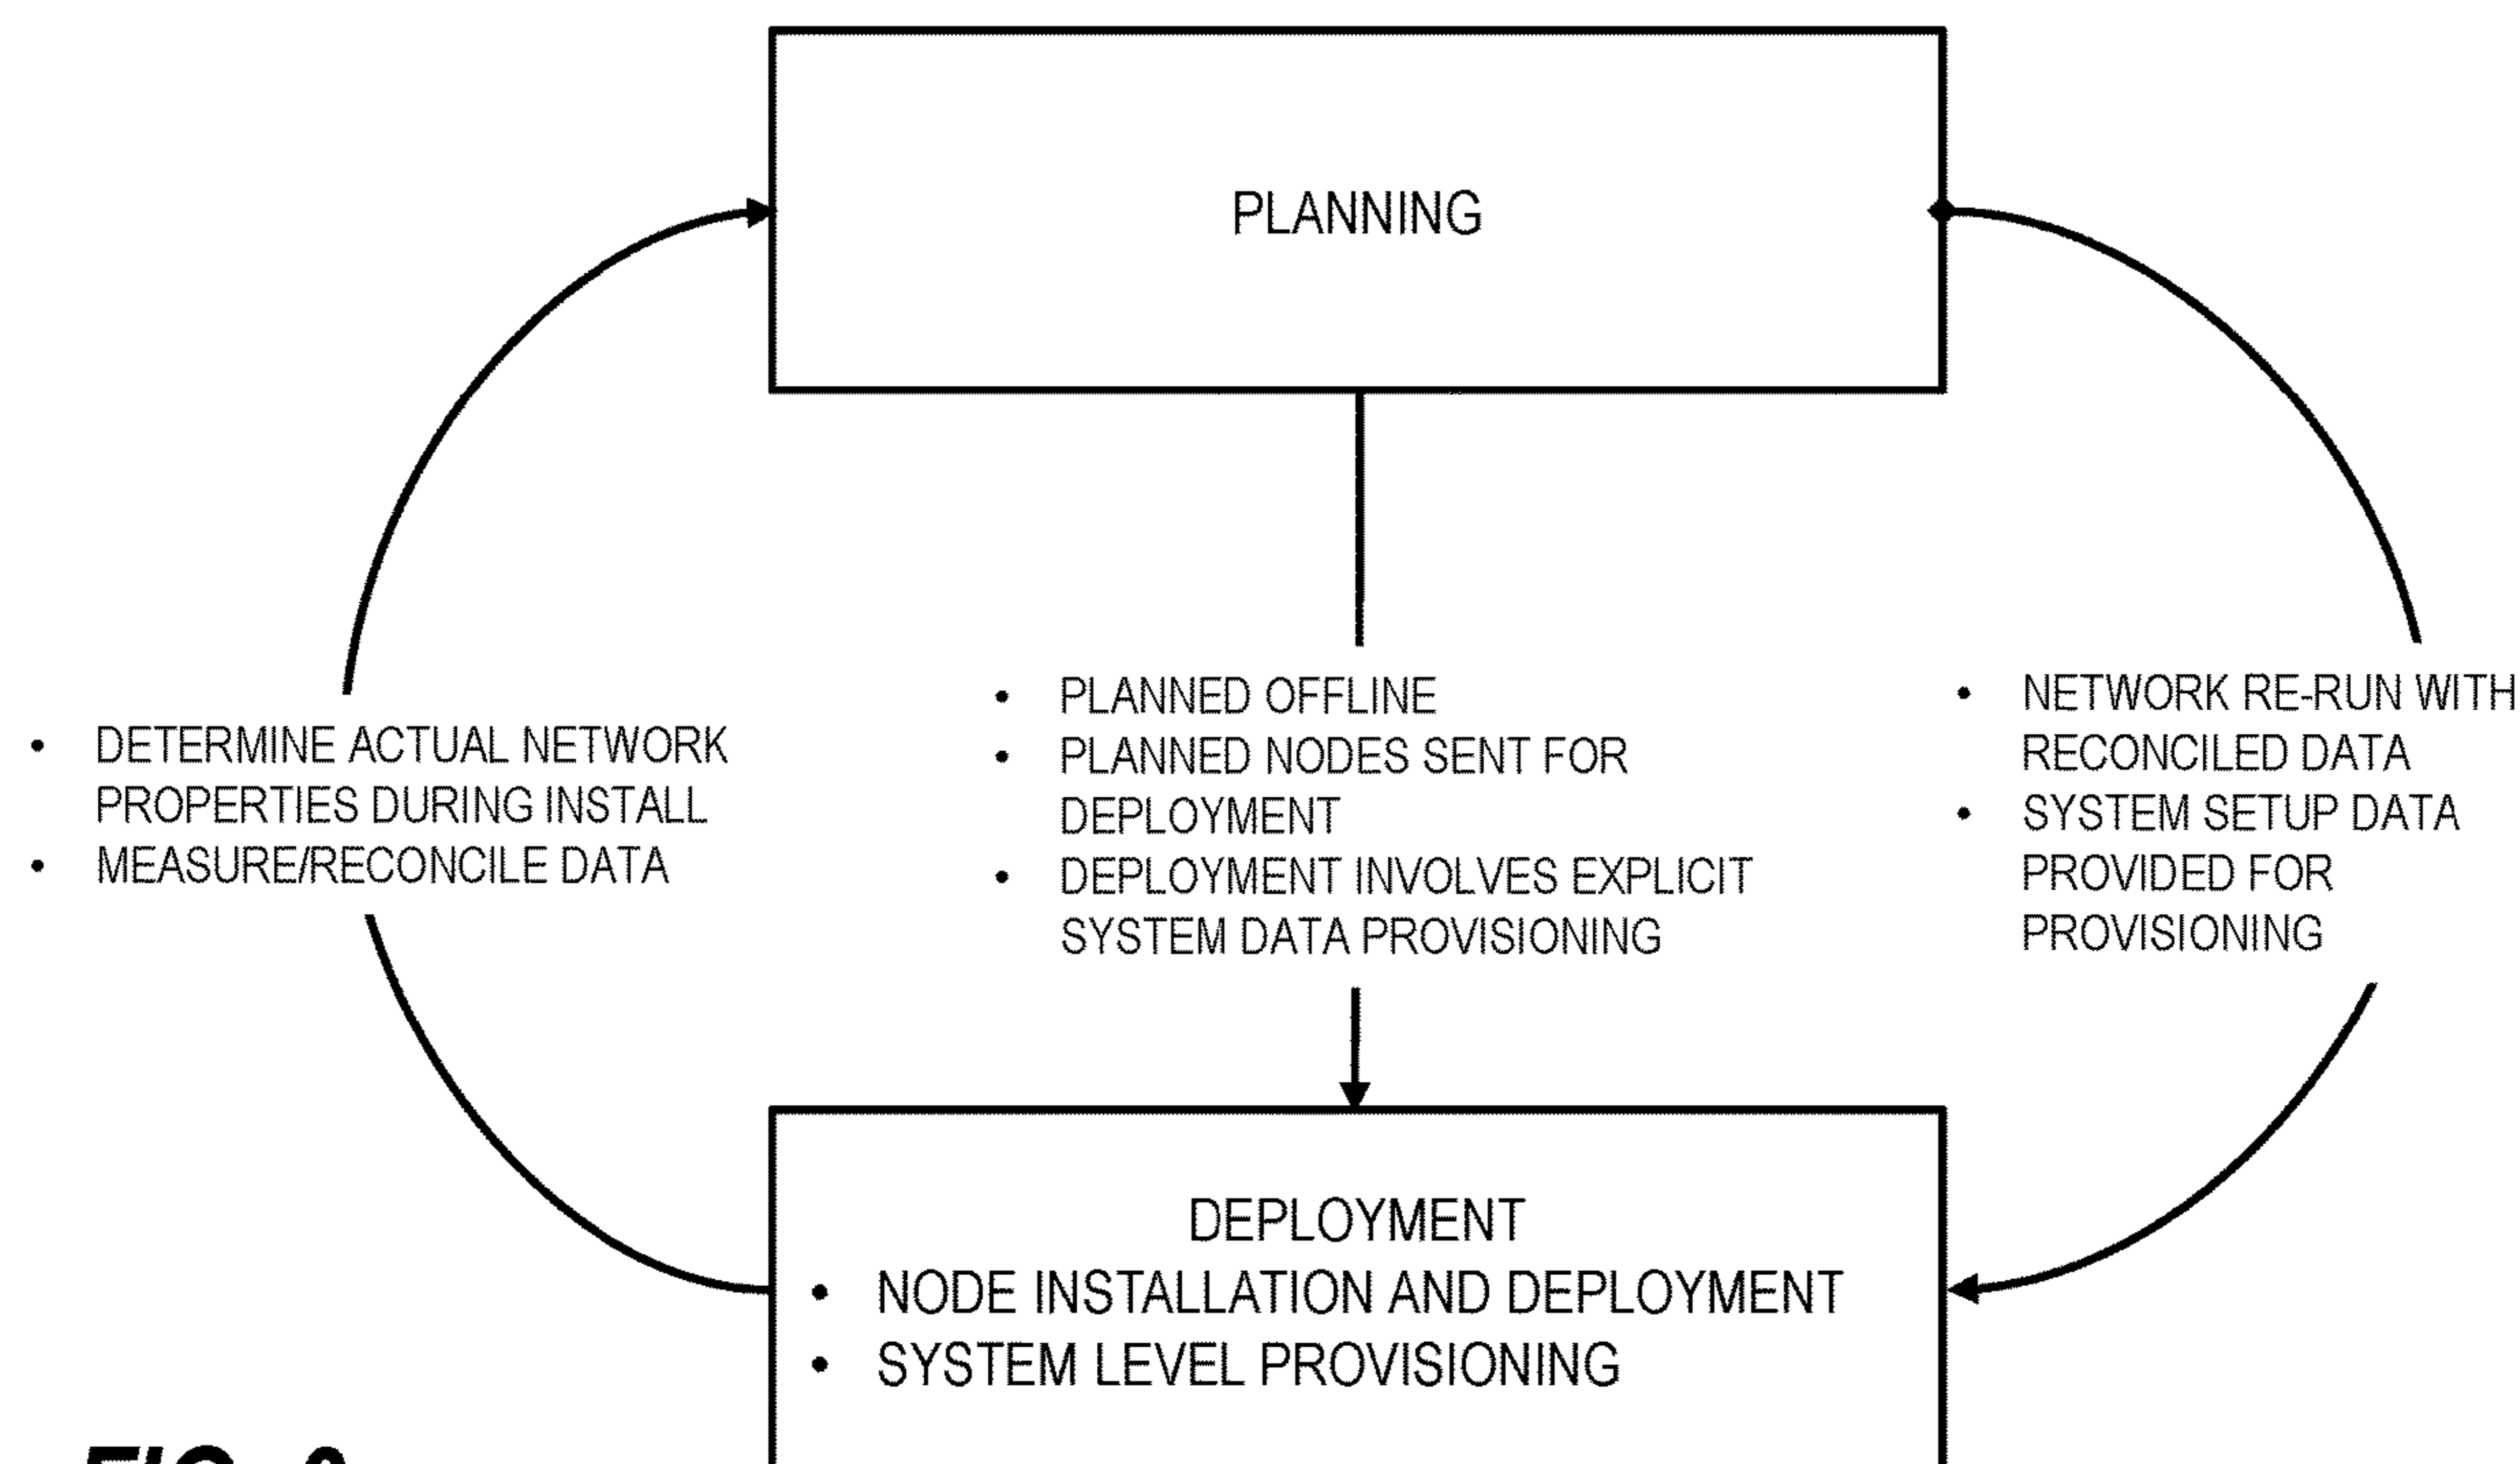 PLANNING
• DETERMINE ACTUAL NETWORK
PROPERTIES DURING INSTALL
• MEASURE/RECONCILE DATA
• PLANNED OFFLINE
• PLANNED NODES SENT FOR
DEPLOYMENT
• DEPLOYMENT INVOLVES EXPLICIT
SYSTEM DATA PROVISIONING
• NETWORK RE-RUN WITH
RECONCILED DATA
• SYSTEM SETUP DATA
PROVIDED FOR
PROVISIONING
DEPLOYMENT
• NODE INSTALLATION AND DEPLOYMENT
• SYSTEM LEVEL PROVISIONING
FIG.